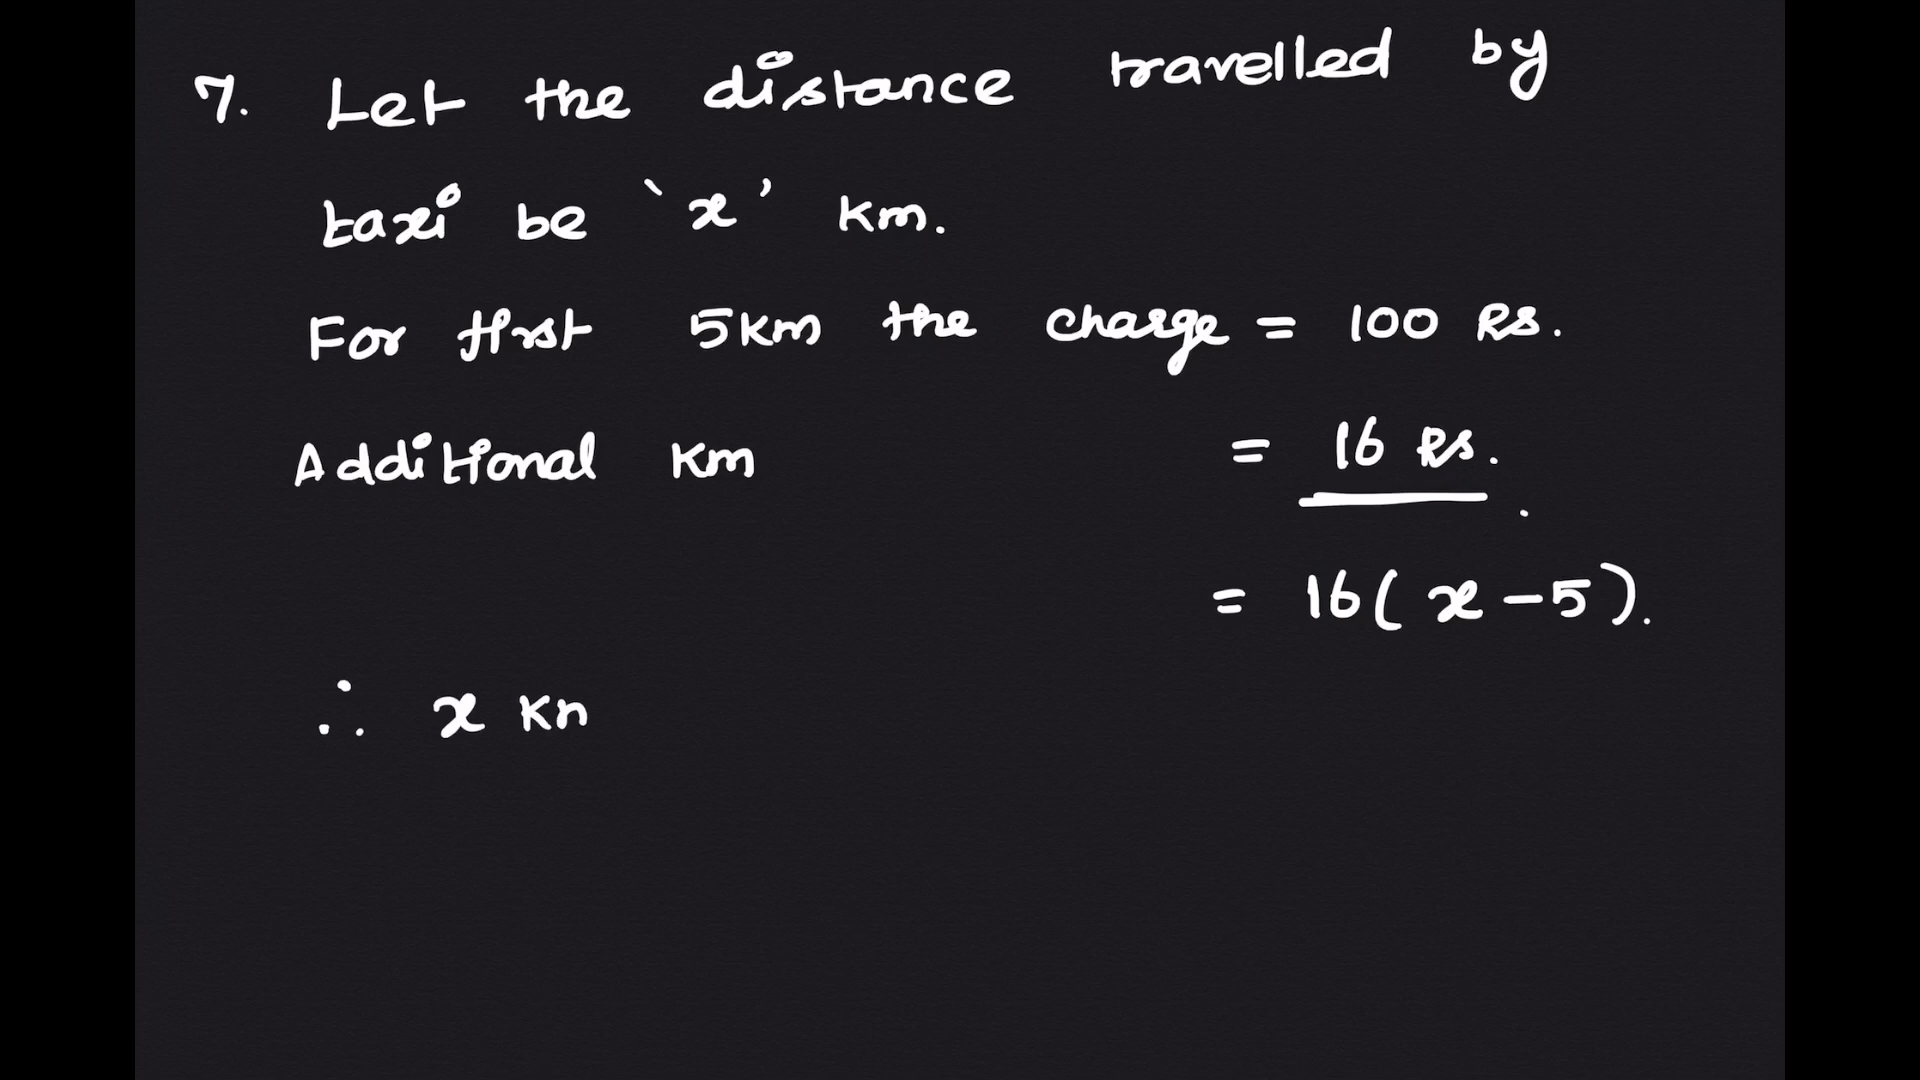 7. Let the distance travelled by
taxi be ‵x’ km.
For first 5km the charge = 100 Rs.
Additional km = 16 Rs.
= 16(x-5).
∴ x Kn